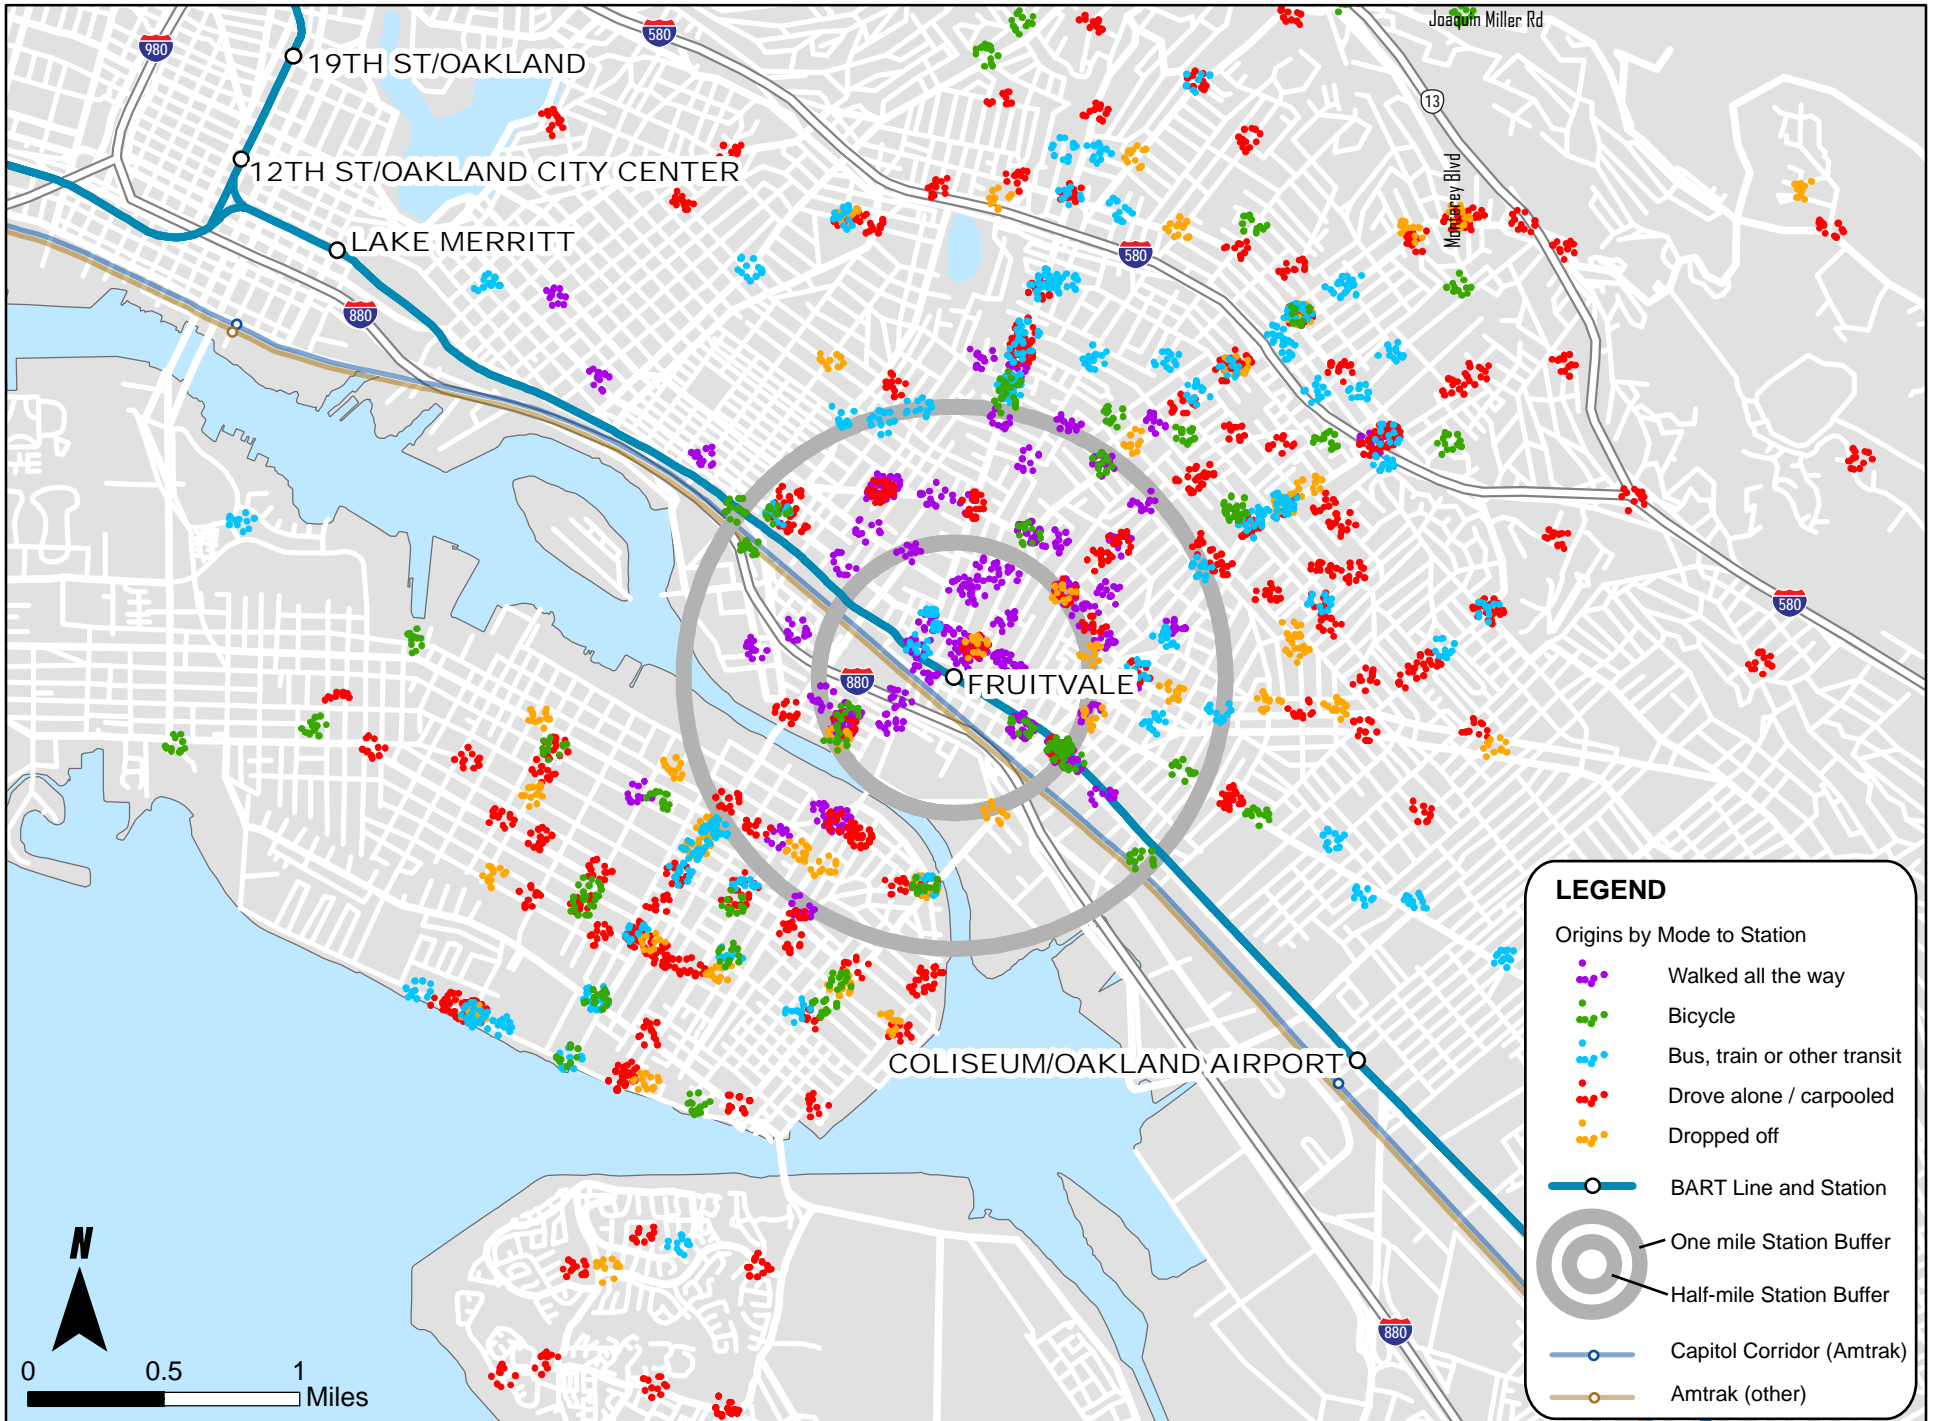 Joaquin Miller Rd
580
980
19TH ST/OAKLAND
13
12TH ST/OAKLAND CITY CENTER
Monterey Blvd
LAKE MERRITT
580
880
580
880
FRUITVALE
COLISEUM/OAKLAND AIRPORT
880
N
0 0.5 1
Miles
LEGEND
Origins by Mode to Station
Walked all the way
Bicycle
Bus, train or other transit
Drove alone / carpooled
Dropped off
BART Line and Station
One mile Station Buffer
Half-mile Station Buffer
Capitol Corridor (Amtrak)
Amtrak (other)